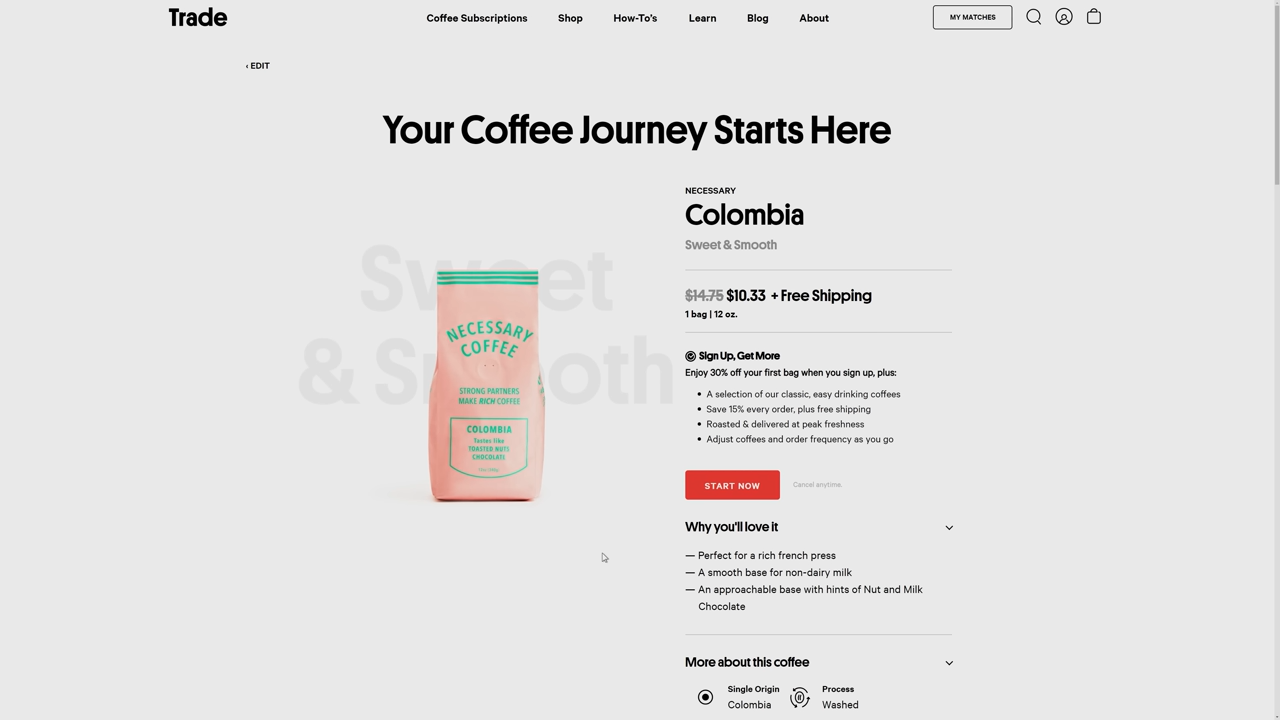 Trade
Coffee Subscriptions Shop How-To's Learn Blog About
MY MATCHES
‹ EDIT
Your Coffee Journey Starts Here
Sweet
& Smooth
NECESSARY
COFFEE
STRONG PARTNERS
MAKE RICH COFFEE
COLOMBIA
Tastes like
TOASTED NUTS
CHOCOLATE
NECESSARY
Colombia
Sweet & Smooth
$14.75 $10.33 + Free Shipping
1 bag | 12 oz.
Sign Up, Get More
Enjoy 30% off your first bag when you sign up, plus:
• A selection of our classic, easy drinking coffees
• Save 15% every order, plus free shipping
• Roasted & delivered at peak freshness
• Adjust coffees and order frequency as you go
START NOW Cancel anytime.
Why you'll love it
— Perfect for a rich french press
— A smooth base for non-dairy milk
— An approachable base with hints of Nut and Milk
Chocolate
More about this coffee
Single Origin Process
Colombia Washed